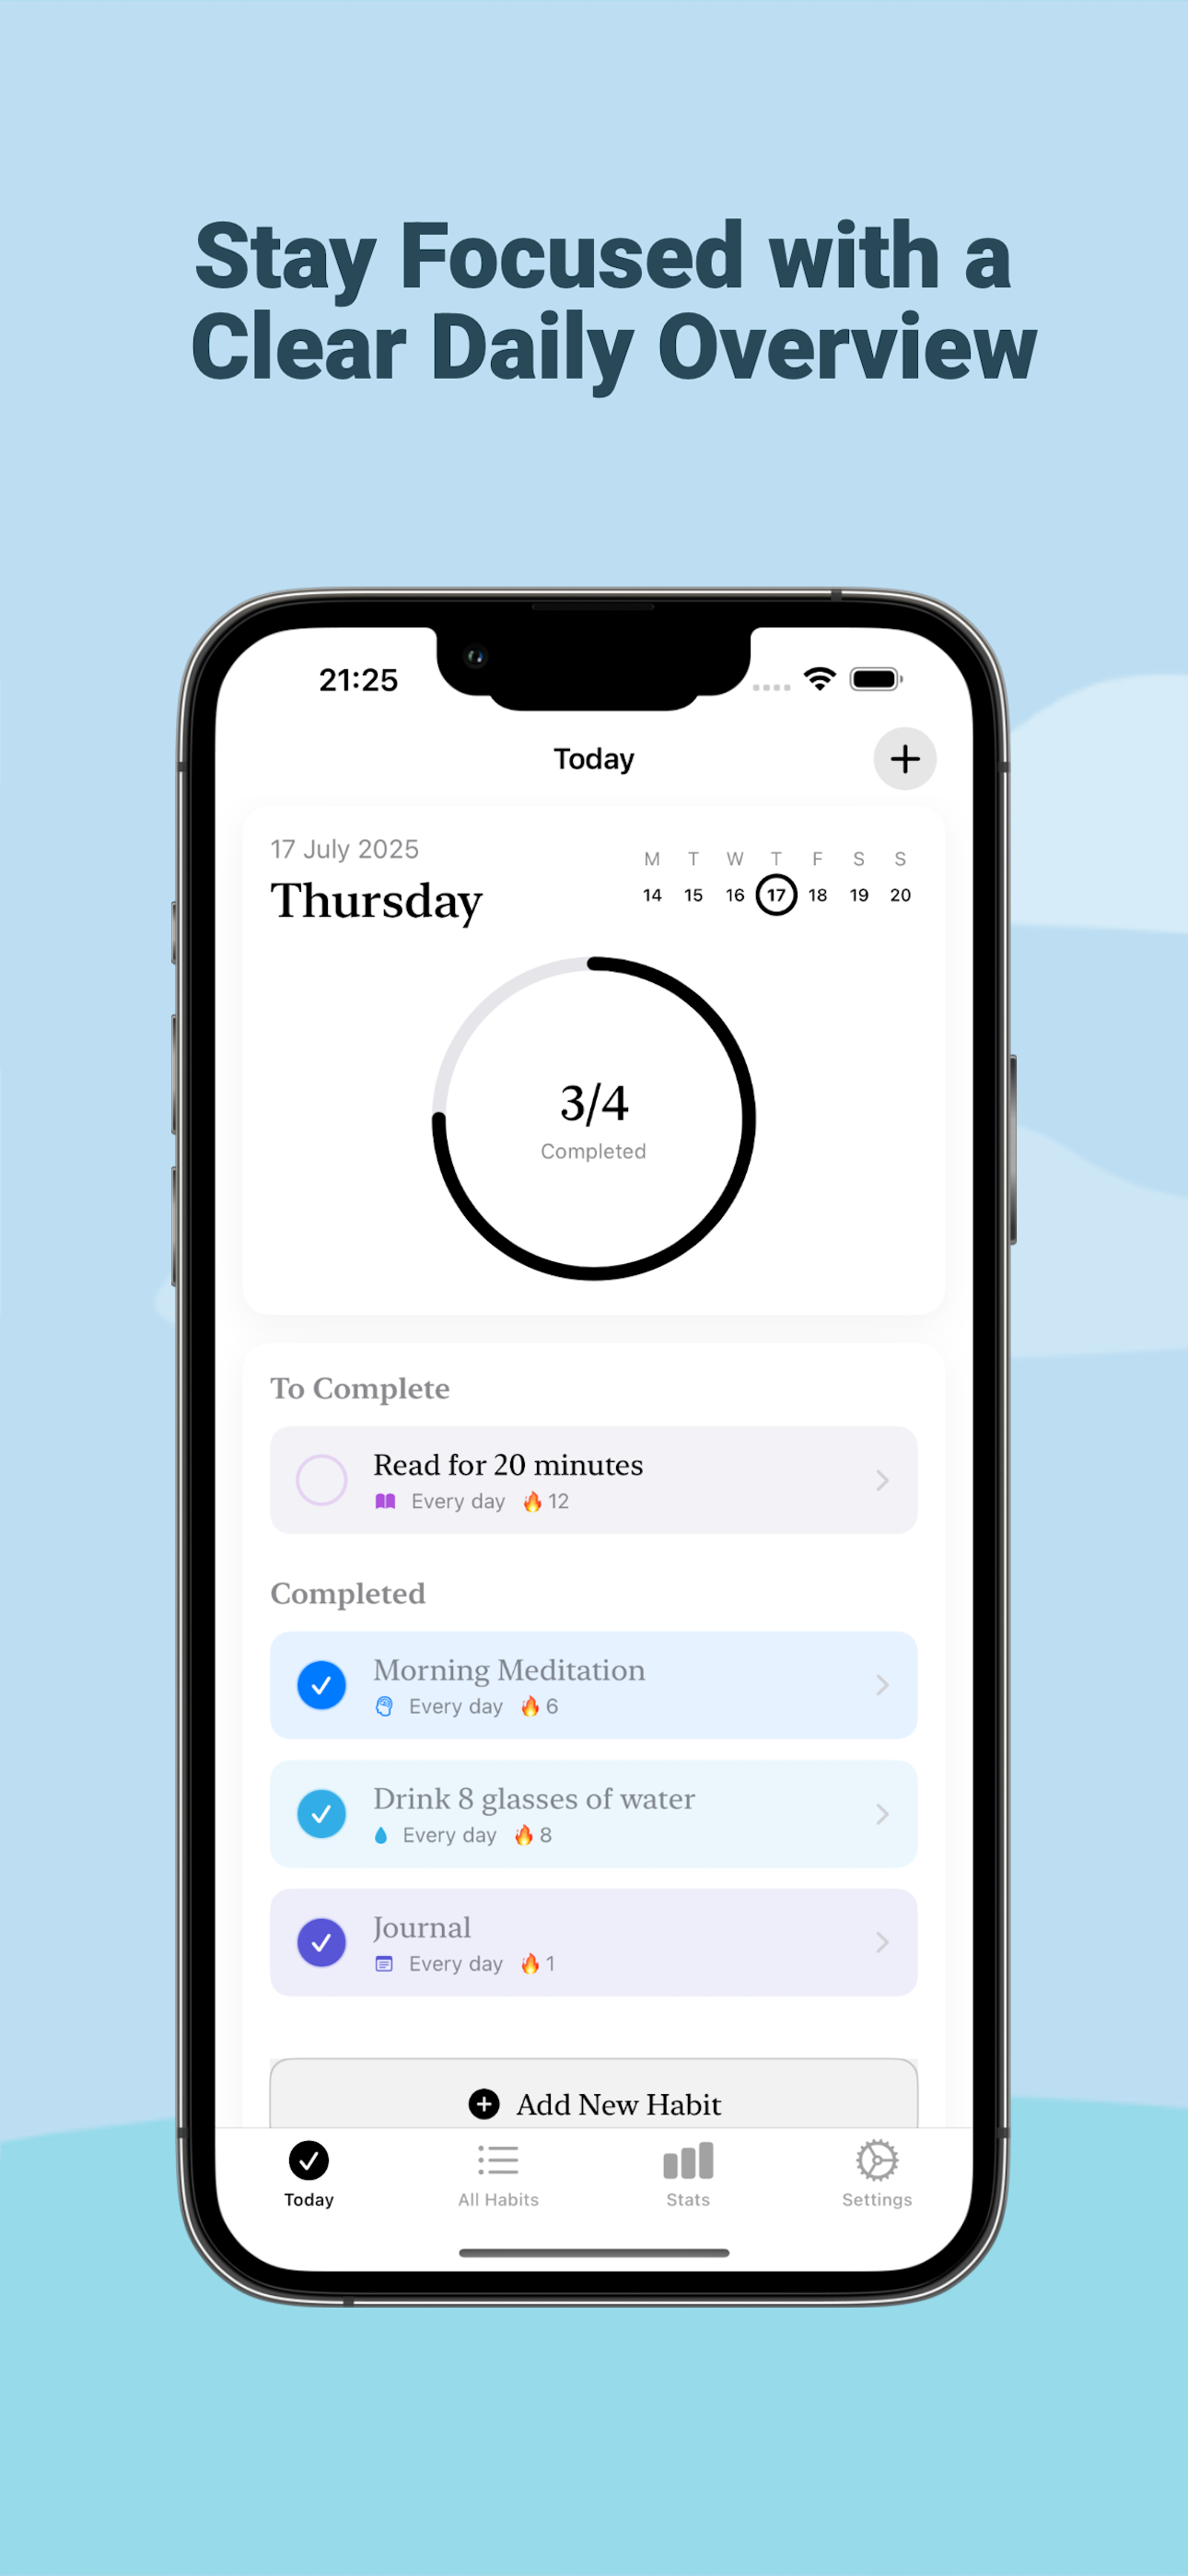 Stay Focused with a
Clear Daily Overview
21:25
Today
17 July 2025
Thursday
M T W T F S S
14 15 16 17 18 19 20
3/4
Completed
To Complete
Read for 20 minutes
Every day 🔥 12
Completed
Morning Meditation
Every day 🔥 6
Drink 8 glasses of water
Every day 🔥 8
Journal
Every day 🔥 1
Add New Habit
Today All Habits Stats Settings